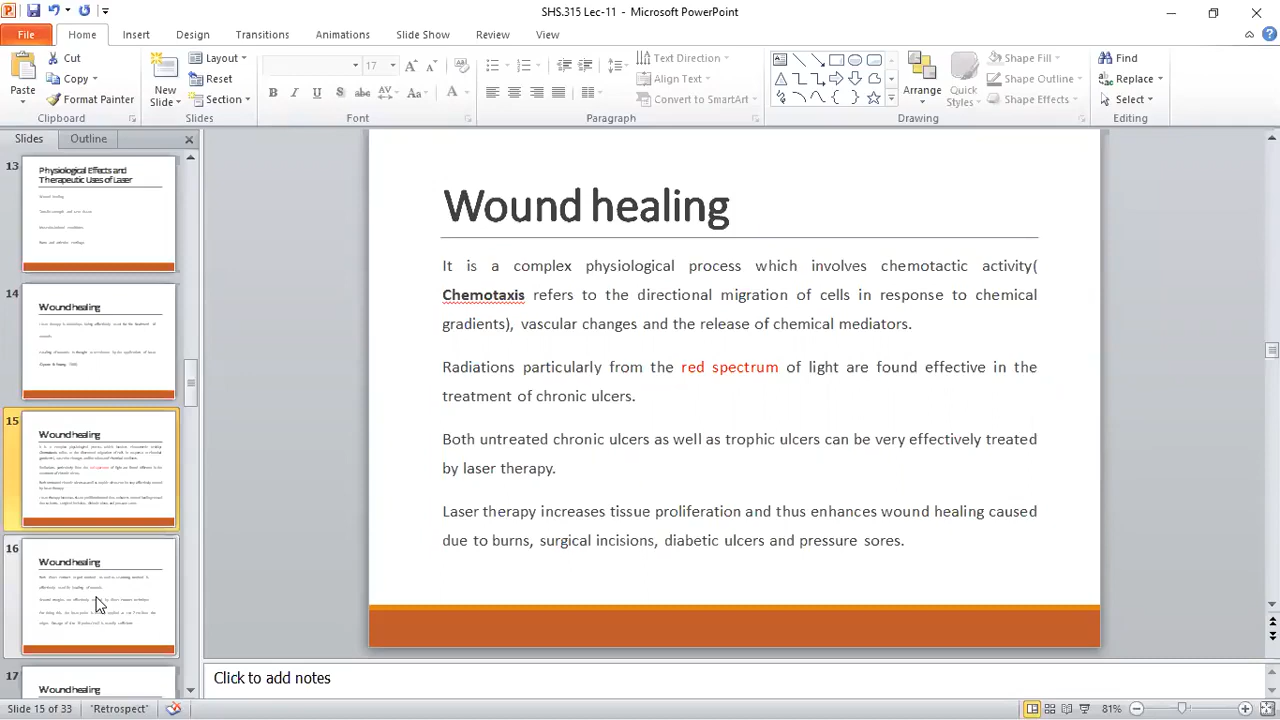 SHS.315 Lec-11 - Microsoft PowerPoint
File Home Insert Design Transitions Animations Slide Show Review View
Paste Cut Copy Format Painter Clipboard
New Slide Layout Reset Section Slides
17 Font
Text Direction Align Text Convert to SmartArt Paragraph
Arrange Quick Styles Shape Fill Shape Outline Shape Effects Drawing
Find Replace Select Editing
Slides Outline
13
Physiological Effects and
Therapeutic Uses of Laser
Wound healing
14
Wound healing
15
Wound healing
16
Wound healing
17
Wound healing
Wound healing
It is a complex physiological process which involves chemotactic activity(
Chemotaxis refers to the directional migration of cells in response to chemical
gradients), vascular changes and the release of chemical mediators.
Radiations particularly from the red spectrum of light are found effective in the
treatment of chronic ulcers.
Both untreated chronic ulcers as well as trophic ulcers are very effectively treated
by laser therapy.
Laser therapy increases tissue proliferation and thus enhances wound healing caused
due to burns, surgical incisions, diabetic ulcers and pressure sores.
Click to add notes
Slide 15 of 33 "Retrospect" 81%